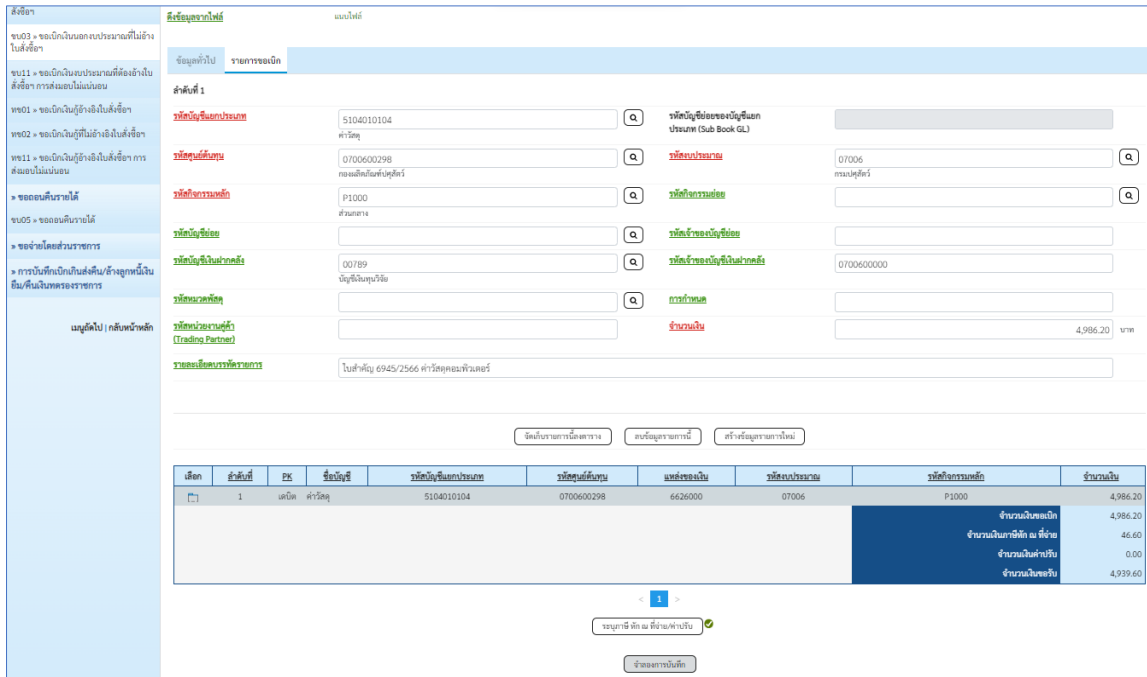 สั่งซื้อฯ
ขบ03 » ขอเบิกเงินนอกงบประมาณที่ไม่อ้าง
ใบสั่งซื้อฯ
ขบ11 » ขอเบิกเงินงบประมาณที่ต้องอ้างใบ
สั่งซื้อฯ การส่งมอบไม่แน่นอน
ทข01 » ขอเบิกเงินกู้อ้างอิงใบสั่งซื้อฯ
ทข02 » ขอเบิกเงินกู้ที่ไม่อ้างอิงใบสั่งซื้อฯ
ทข11 » ขอเบิกเงินกู้อ้างอิงใบสั่งซื้อฯ การ
ส่งมอบไม่แน่นอน
» ขอถอนคืนรายได้
ขบ05 » ขอถอนคืนรายได้
» ขอจ่ายโดยส่วนราชการ
» การบันทึกเบิกเกินส่งคืน/ล้างลูกหนี้เงิน
ยืม/คืนเงินทดรองราชการ
เมนูถัดไป | กลับหน้าหลัก
ดึงข้อมูลจากไฟล์ แนบไฟล์
ข้อมูลทั่วไป รายการขอเบิก
ลำดับที่ 1
รหัสบัญชีแยกประเภท 5104010104 รหัสบัญชีย่อยของบัญชีแยก
ค่าวัสดุ ประเภท (Sub Book GL)
รหัสศูนย์ต้นทุน 0700600298 รหัสงบประมาณ 07006
กองผลิตภัณฑ์ปศุสัตว์ กรมปศุสัตว์
รหัสกิจกรรมหลัก P1000 รหัสกิจกรรมย่อย
ส่วนกลาง
รหัสบัญชีย่อย รหัสเจ้าของบัญชีย่อย
รหัสบัญชีเงินฝากคลัง 00789 รหัสเจ้าของบัญชีเงินฝากคลัง 0700600000
บัญชีเงินทุนวิจัย
รหัสหมวดพัสดุ การกำหนด
รหัสหน่วยงานคู่ค้า จำนวนเงิน 4,986.20 บาท
(Trading Partner)
รายละเอียดบรรทัดรายการ ใบสำคัญ 6945/2566 ค่าวัสดุคอมพิวเตอร์
จัดเก็บรายการนี้ลงตาราง ลบข้อมูลรายการนี้ สร้างข้อมูลรายการใหม่
เลือก ลำดับที่ PK ชื่อบัญชี รหัสบัญชีแยกประเภท รหัสศูนย์ต้นทุน แหล่งของเงิน รหัสงบประมาณ รหัสกิจกรรมหลัก จำนวนเงิน
1 เดบิต ค่าวัสดุ 5104010104 0700600298 6626000 07006 P1000 4,986.20
จำนวนเงินขอเบิก 4,986.20
จำนวนเงินภาษีหัก ณ ที่จ่าย 46.60
จำนวนเงินค่าปรับ 0.00
จำนวนเงินขอรับ 4,939.60
< 1 >
ระบุภาษี หัก ณ ที่จ่าย/ค่าปรับ
จำลองการบันทึก